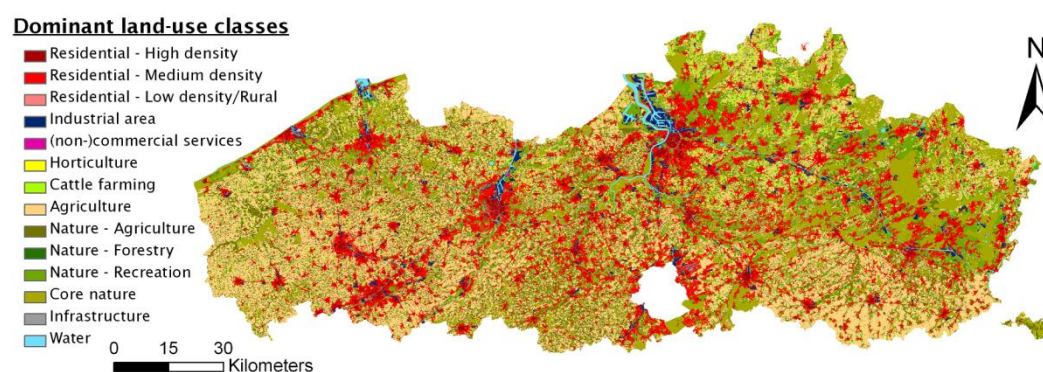 Dominant land-use classes
Residential - High density
Residential - Medium density
Residential - Low density/Rural
Industrial area
(non-)commercial services
Horticulture
Cattle farming
Agriculture
Nature - Agriculture
Nature - Forestry
Nature - Recreation
Core nature
Infrastructure
Water
0 15 30
Kilometers
N